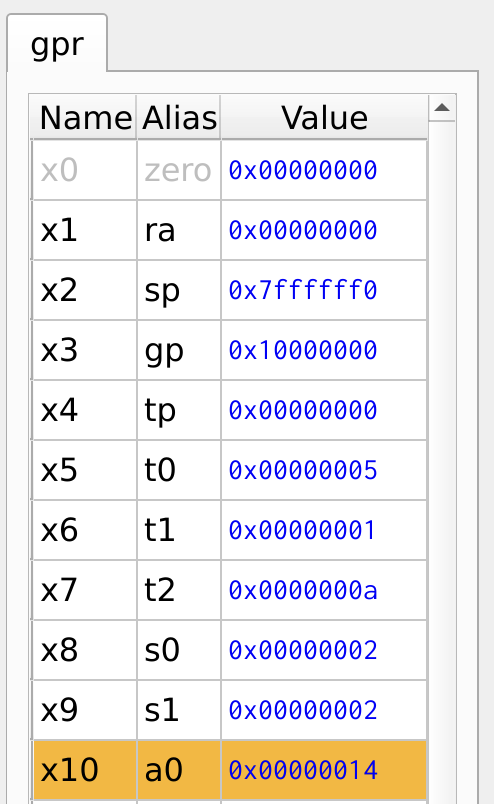 gpr
Name Alias Value
x0 zero 0x00000000
x1 ra 0x00000000
x2 sp 0x7ffffff0
x3 gp 0x10000000
x4 tp 0x00000000
x5 t0 0x00000005
x6 t1 0x00000001
x7 t2 0x0000000a
x8 s0 0x00000002
x9 s1 0x00000002
x10 a0 0x00000014